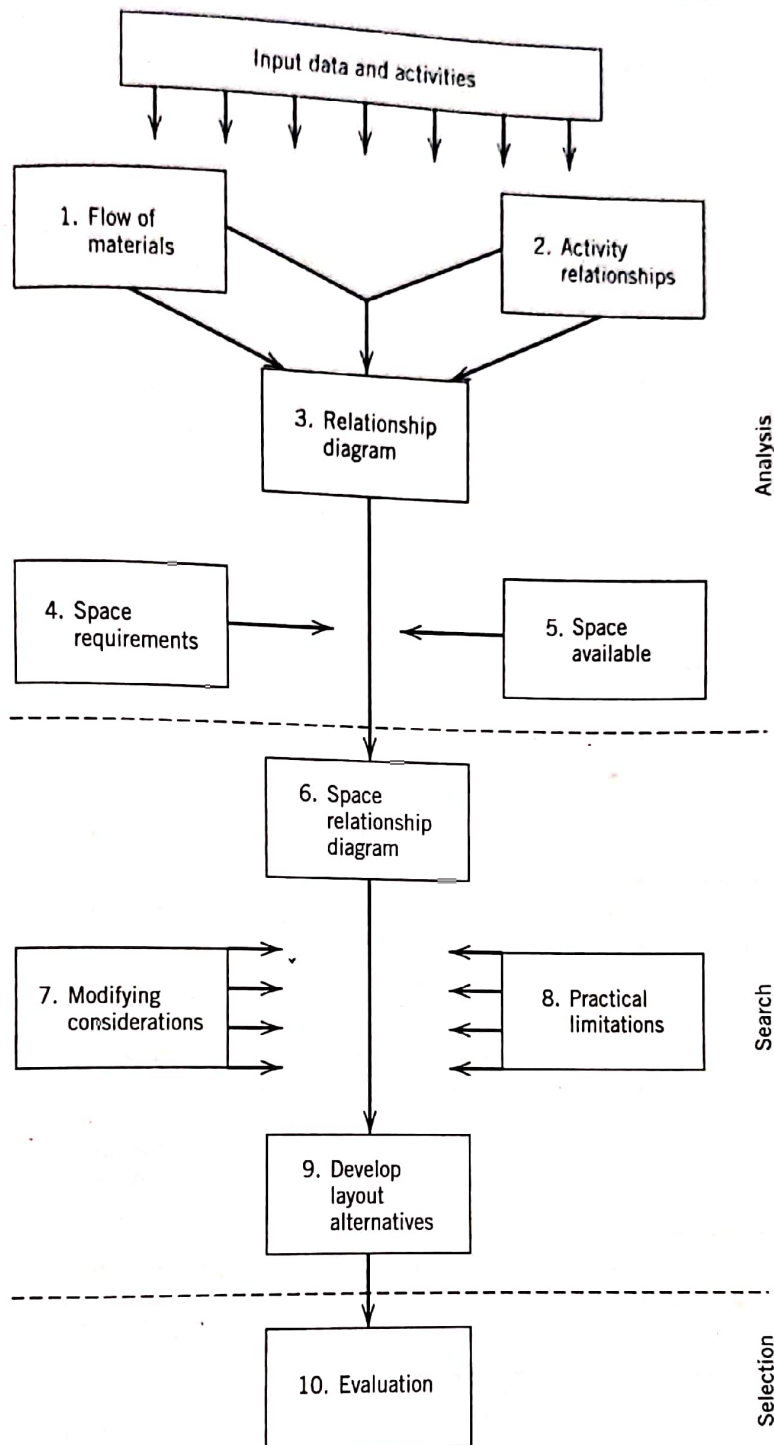 Input data and activities
1. Flow of
materials
2. Activity
relationships
3. Relationship
diagram
Analysis
4. Space
requirements
5. Space
available
6. Space
relationship
diagram
7. Modifying
considerations
8. Practical
limitations
Search
9. Develop
layout
alternatives
10. Evaluation
Selection